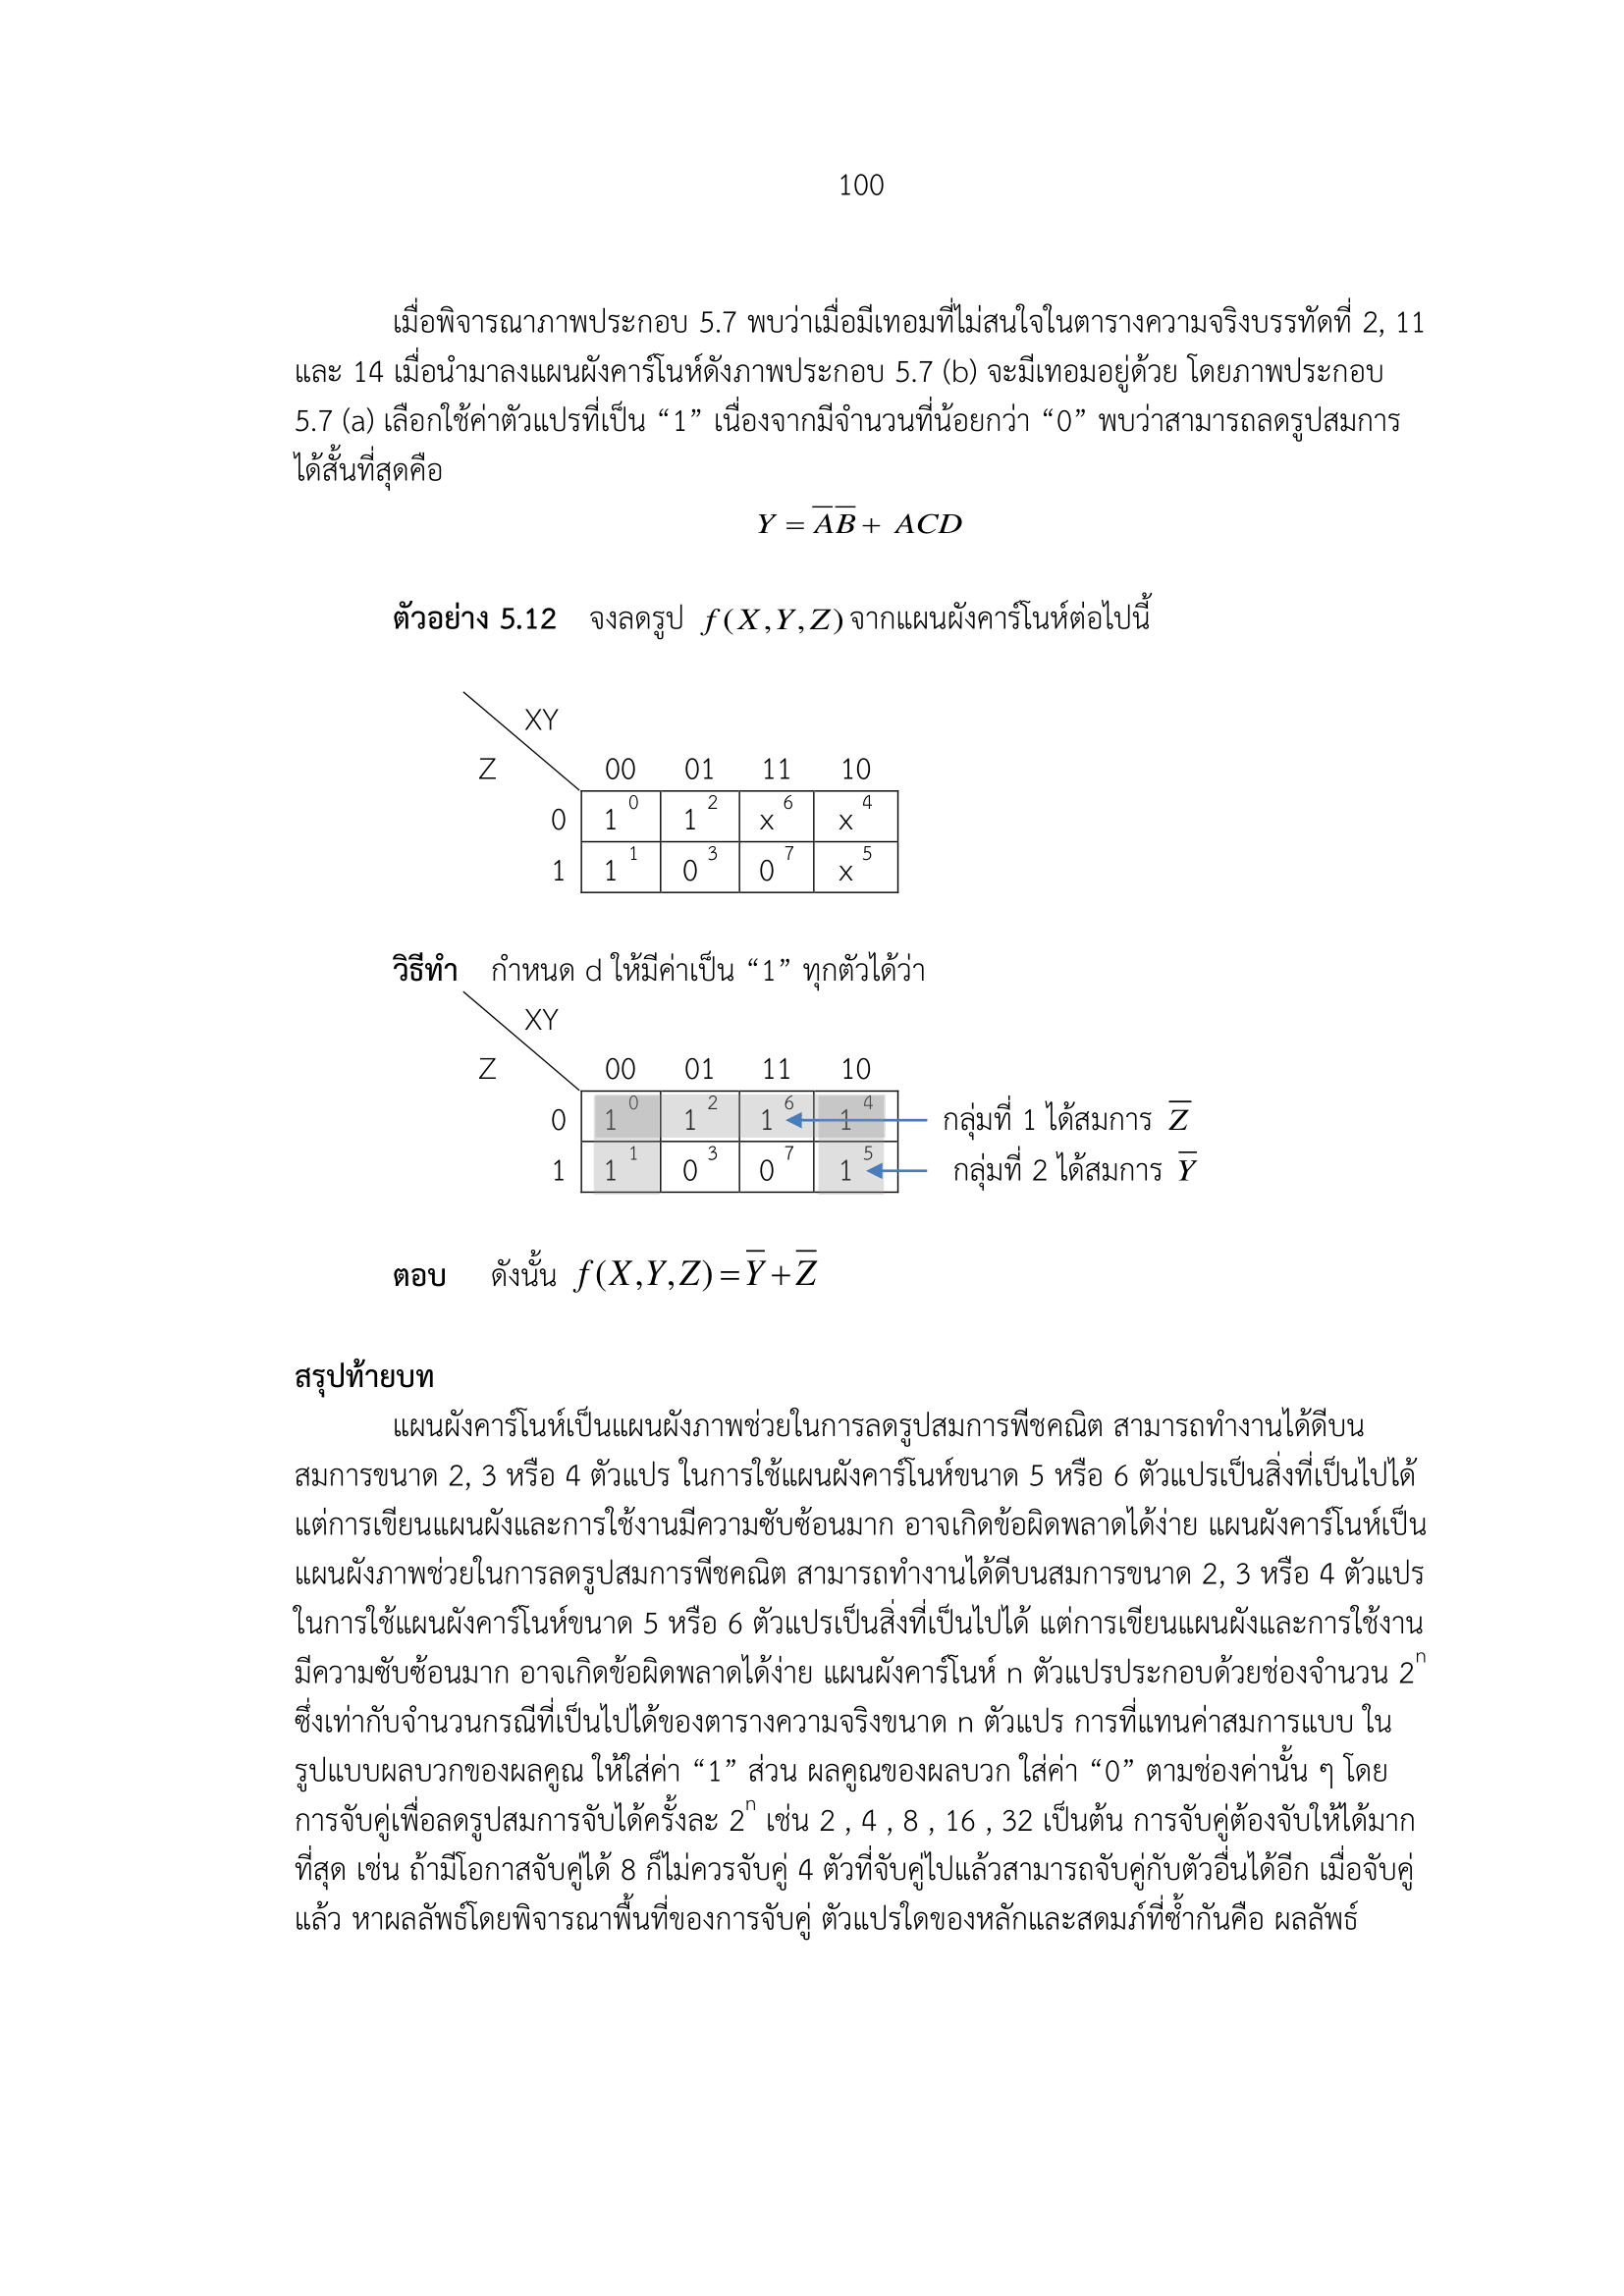 100
เมื่อพิจารณาภาพประกอบ 5.7 พบว่าเมื่อมีเทอมที่ไม่สนใจในตารางความจริงบรรทัดที่ 2, 11
และ 14 เมื่อนำมาลงแผนผังคาร์โนห์ดังภาพประกอบ 5.7 (b) จะมีเทอมอยู่ด้วย โดยภาพประกอบ
5.7 (a) เลือกใช้ค่าตัวแปรที่เป็น “1” เนื่องจากมีจำนวนที่น้อยกว่า “0” พบว่าสามารถลดรูปสมการ
ได้สั้นที่สุดคือ
Y = A̅B̅ + ACD
ตัวอย่าง 5.12 จงลดรูป f(X,Y,Z) จากแผนผังคาร์โนห์ต่อไปนี้
XY
Z 00 01 11 10
0 1⁰ 1² x⁶ x⁴
1 1¹ 0³ 0⁷ x⁵
วิธีทำ กำหนด d ให้มีค่าเป็น “1” ทุกตัวได้ว่า
XY
Z 00 01 11 10
0 1⁰ 1² 1⁶ 1⁴ กลุ่มที่ 1 ได้สมการ Z̅
1 1¹ 0³ 0⁷ 1⁵ กลุ่มที่ 2 ได้สมการ Y̅
ตอบ ดังนั้น f(X,Y,Z) = Y̅ + Z̅
สรุปท้ายบท
แผนผังคาร์โนห์เป็นแผนผังภาพช่วยในการลดรูปสมการพีชคณิต สามารถทำงานได้ดีบน
สมการขนาด 2, 3 หรือ 4 ตัวแปร ในการใช้แผนผังคาร์โนห์ขนาด 5 หรือ 6 ตัวแปรเป็นสิ่งที่เป็นไปได้
แต่การเขียนแผนผังและการใช้งานมีความซับซ้อนมาก อาจเกิดข้อผิดพลาดได้ง่าย แผนผังคาร์โนห์เป็น
แผนผังภาพช่วยในการลดรูปสมการพีชคณิต สามารถทำงานได้ดีบนสมการขนาด 2, 3 หรือ 4 ตัวแปร
ในการใช้แผนผังคาร์โนห์ขนาด 5 หรือ 6 ตัวแปรเป็นสิ่งที่เป็นไปได้ แต่การเขียนแผนผังและการใช้งาน
มีความซับซ้อนมาก อาจเกิดข้อผิดพลาดได้ง่าย แผนผังคาร์โนห์ n ตัวแปรประกอบด้วยช่องจำนวน 2ⁿ
ซึ่งเท่ากับจำนวนกรณีที่เป็นไปได้ของตารางความจริงขนาด n ตัวแปร การที่แทนค่าสมการแบบ ใน
รูปแบบผลบวกของผลคูณ ให้ใส่ค่า “1” ส่วน ผลคูณของผลบวก ใส่ค่า “0” ตามช่องค่านั้น ๆ โดย
การจับคู่เพื่อลดรูปสมการจับได้ครั้งละ 2ⁿ เช่น 2 , 4 , 8 , 16 , 32 เป็นต้น การจับคู่ต้องจับให้ได้มาก
ที่สุด เช่น ถ้ามีโอกาสจับคู่ได้ 8 ก็ไม่ควรจับคู่ 4 ตัวที่จับคู่ไปแล้วสามารถจับคู่กับตัวอื่นได้อีก เมื่อจับคู่
แล้ว หาผลลัพธ์โดยพิจารณาพื้นที่ของการจับคู่ ตัวแปรใดของหลักและสดมภ์ที่ซ้ำกันคือ ผลลัพธ์